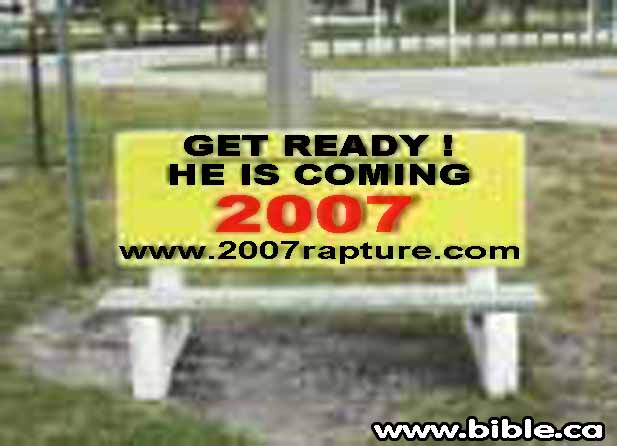 GET READY !
HE IS COMING
2007
www.2007rapture.com
www.bible.ca